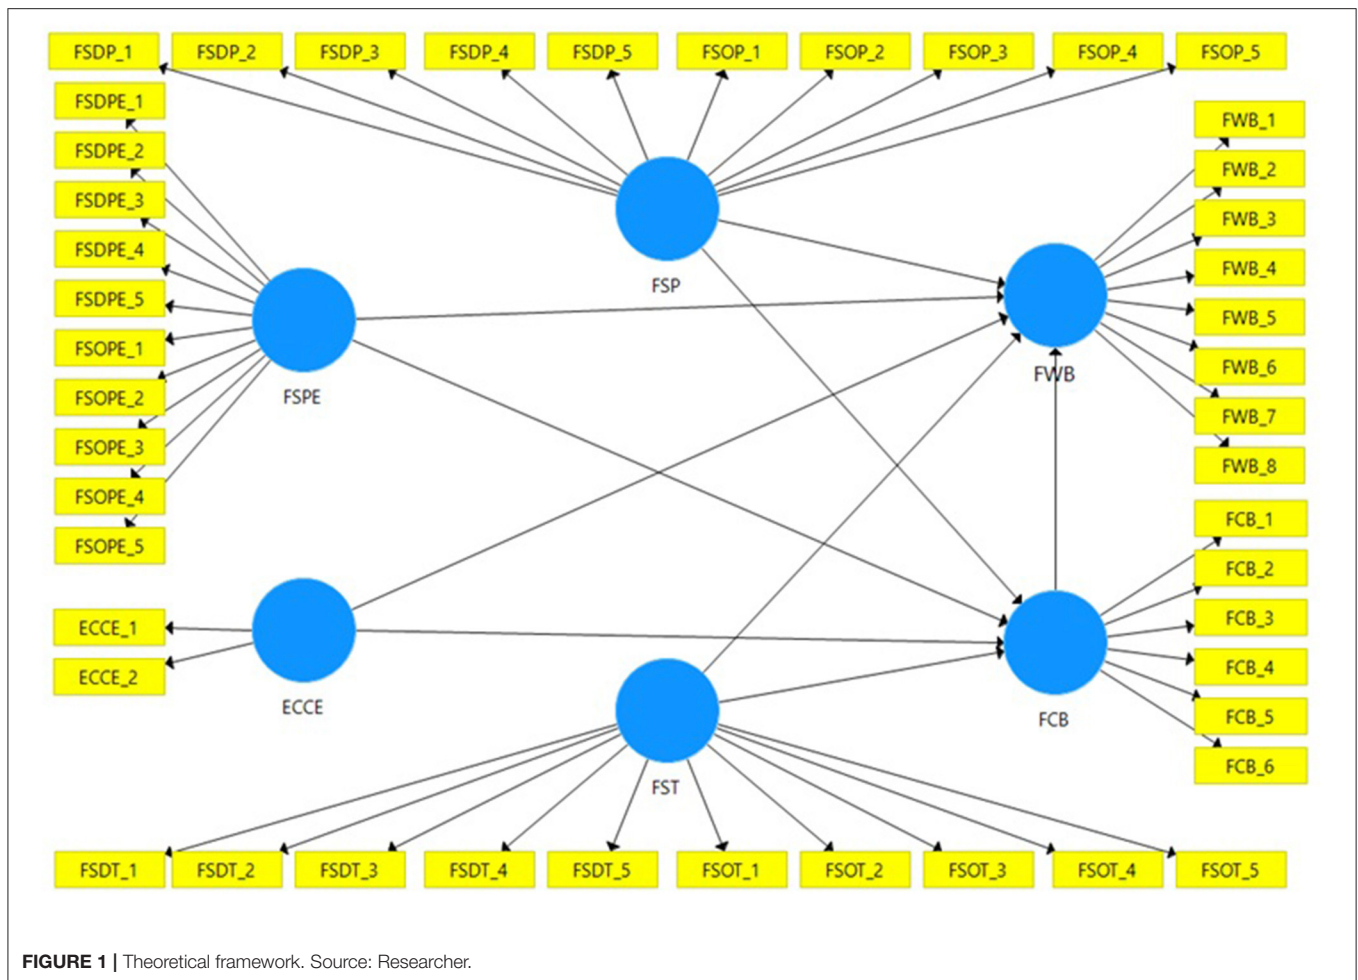 FSDP_1 FSDP_2 FSDP_3 FSDP_4 FSDP_5 FSOP_1 FSOP_2 FSOP_3 FSOP_4 FSOP_5
FSDPE_1
FSDPE_2
FSDPE_3
FSDPE_4
FSDPE_5
FSOPE_1
FSOPE_2
FSOPE_3
FSOPE_4
FSOPE_5
FSPE
FSP
FWB_1
FWB_2
FWB_3
FWB_4
FWB_5
FWB_6
FWB_7
FWB_8
FWB
ECCE_1
ECCE_2
ECCE
FCB_1
FCB_2
FCB_3
FCB_4
FCB_5
FCB_6
FCB
FST
FSDT_1 FSDT_2 FSDT_3 FSDT_4 FSDT_5 FSOT_1 FSOT_2 FSOT_3 FSOT_4 FSOT_5
FIGURE 1 | Theoretical framework. Source: Researcher.